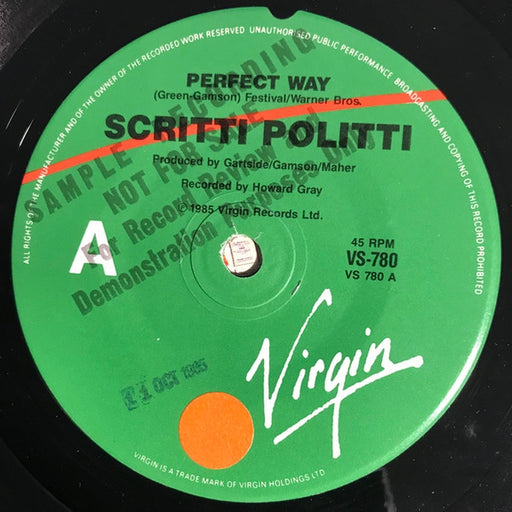 ALL RIGHTS OF THE MANUFACTURER AND OF THE OWNER OF THE RECORDED WORK RESERVED UNAUTHORISED PUBLIC PERFORMANCE BROADCASTING AND COPYING OF THIS RECORD PROHIBITED
PERFECT WAY
(Green-Gamson) Festival/Warner Bros.
SCRITTI POLITTI
Produced by Gartside/Gamson/Maher
Recorded by Howard Gray
©1985 Virgin Records Ltd.
SAMPLE RECORDING
NOT FOR SALE
For Record Review and
Demonstration Purposes Only
A
45 RPM
VS-780
VS 780 A
Virgin
OCT 1985
VIRGIN IS A TRADE MARK OF VIRGIN HOLDINGS LTD